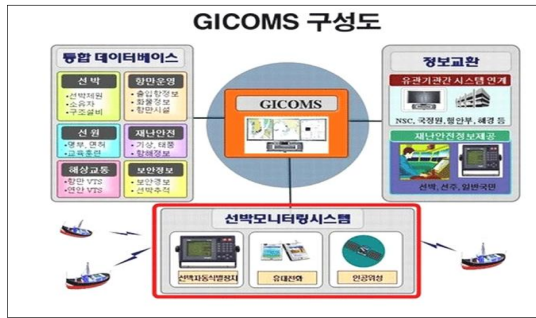 GICOMS 구성도
통합 데이터베이스
선 박
•선박제원
•소유자
•구조설비
항만운영
•출입항정보
•화물정보
•항만시설
선 원
•명부, 면허
•교육훈련
재난안전
•기상, 태풍
•항해정보
해상교통
•항만 VTS
•연안 VTS
보안정보
•보안경보
•선박추적
GICOMS
정보교환
유관기관간 시스템 연계
NSC, 국정원, 행안부, 해경 등
재난안전정보제공
선박, 선주, 일반국민
선박모니터링시스템
선박자동식별장치
휴대전화
인공위성